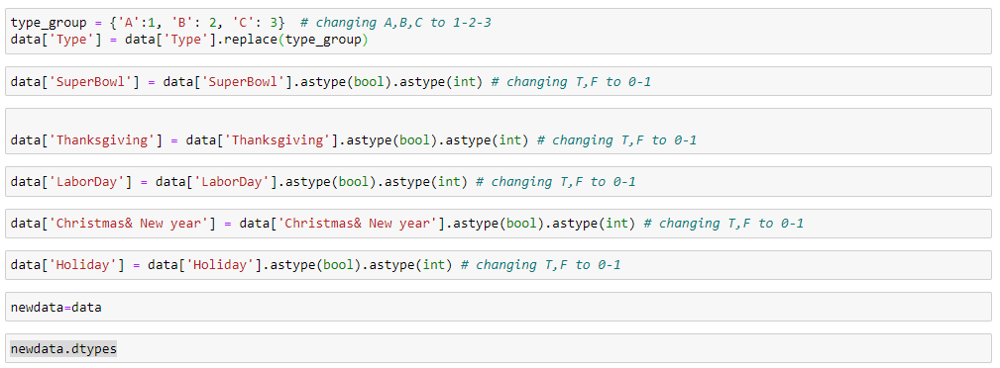 type_group = {'A':1, 'B': 2, 'C': 3}  # changing A,B,C to 1-2-3
data['Type'] = data['Type'].replace(type_group)
data['SuperBowl'] = data['SuperBowl'].astype(bool).astype(int) # changing T,F to 0-1
data['Thanksgiving'] = data['Thanksgiving'].astype(bool).astype(int) # changing T,F to 0-1
data['LaborDay'] = data['LaborDay'].astype(bool).astype(int) # changing T,F to 0-1
data['Christmas& New year'] = data['Christmas& New year'].astype(bool).astype(int) # changing T,F to 0-1
data['Holiday'] = data['Holiday'].astype(bool).astype(int) # changing T,F to 0-1
newdata=data
newdata.dtypes